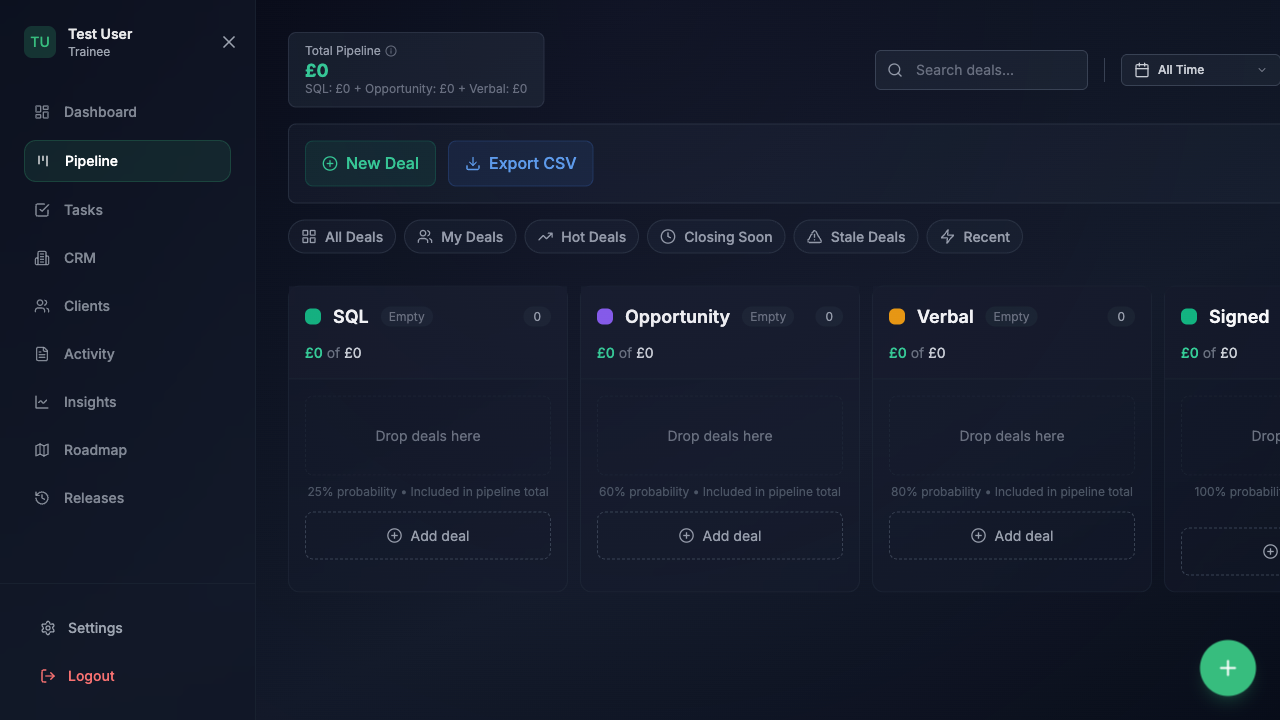 TU
Test User
Trainee
Dashboard
Pipeline
Tasks
CRM
Clients
Activity
Insights
Roadmap
Releases
Settings
Logout
Total Pipeline
£0
SQL: £0 + Opportunity: £0 + Verbal: £0
Search deals...
All Time
New Deal
Export CSV
All Deals
My Deals
Hot Deals
Closing Soon
Stale Deals
Recent
SQL Empty 0
£0 of £0
Drop deals here
25% probability • Included in pipeline total
Add deal
Opportunity Empty 0
£0 of £0
Drop deals here
60% probability • Included in pipeline total
Add deal
Verbal Empty 0
£0 of £0
Drop deals here
80% probability • Included in pipeline total
Add deal
Signed
£0 of £0
Drop
100% probabili